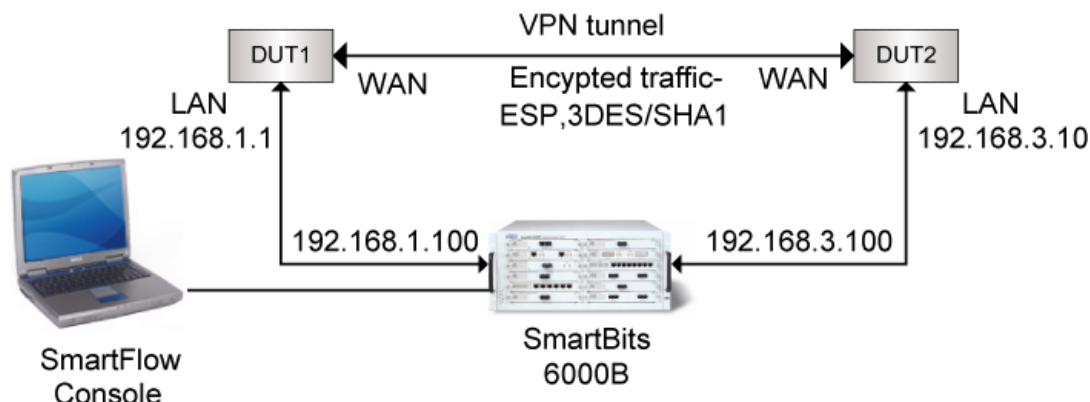 VPN tunnel
DUT1
DUT2
WAN
WAN
Encypted traffic-
ESP,3DES/SHA1
LAN
192.168.1.1
LAN
192.168.3.10
192.168.1.100
192.168.3.100
SmartBits
6000B
SmartFlow
Console